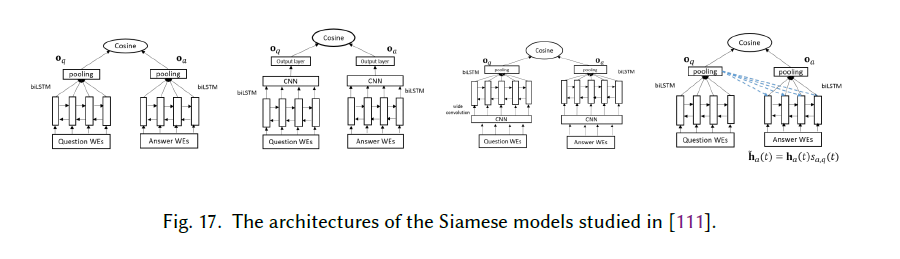 Cosine
o_q
o_a
pooling
pooling
biLSTM
biLSTM
Question WEs
Answer WEs
Cosine
o_q
o_a
Output layer
Output layer
CNN
CNN
biLSTM
biLSTM
Question WEs
Answer WEs
Cosine
o_q
o_a
pooling
pooling
biLSTM
biLSTM
wide
convolution
CNN
CNN
Question WEs
Answer WEs
Cosine
o_q
o_a
pooling
pooling
biLSTM
biLSTM
Question WEs
Answer WEs
h̃_a(t) = h_a(t)s_{a,q}(t)
Fig. 17. The architectures of the Siamese models studied in [111].